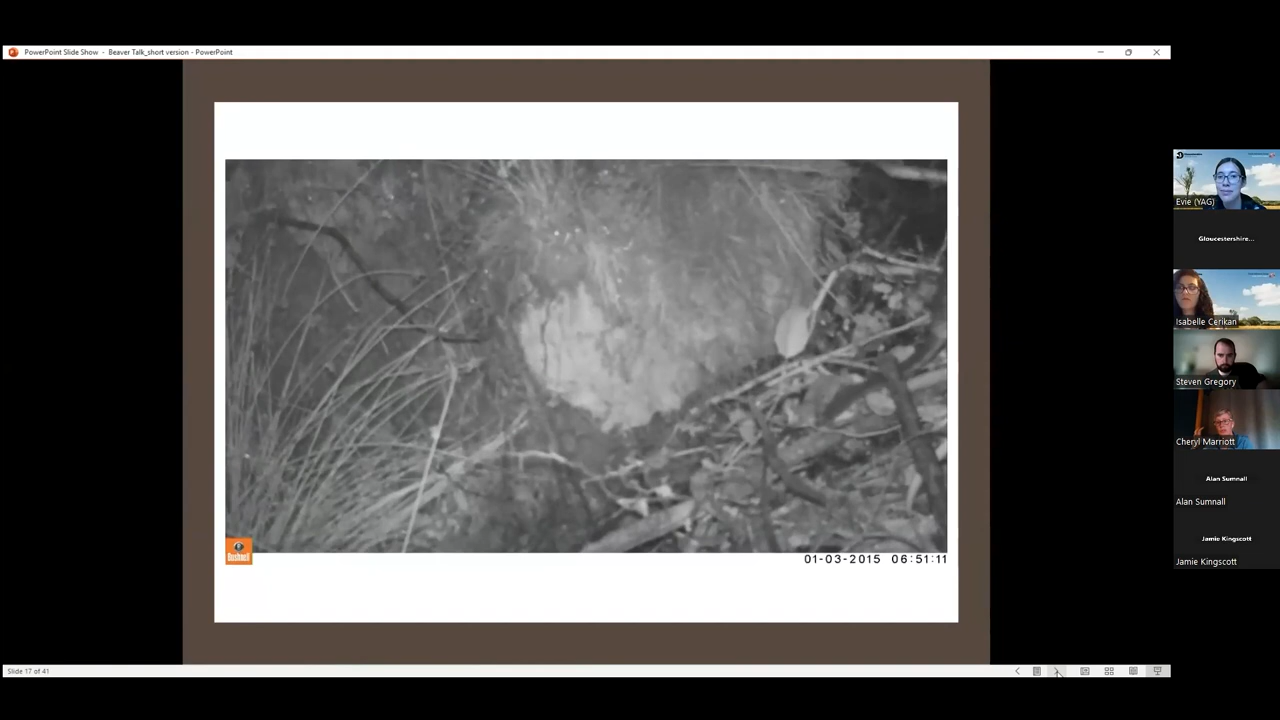 PowerPoint Slide Show - Beaver Talk_short version - PowerPoint
Evie (YAG)
Gloucestershire...
Isabelle Cerikan
Steven Gregory
Cheryl Marriott
Alan Sumnall
Alan Sumnall
Jamie Kingscott
Jamie Kingscott
Bushnell
01-03-2015 06:51:11
Slide 17 of 41